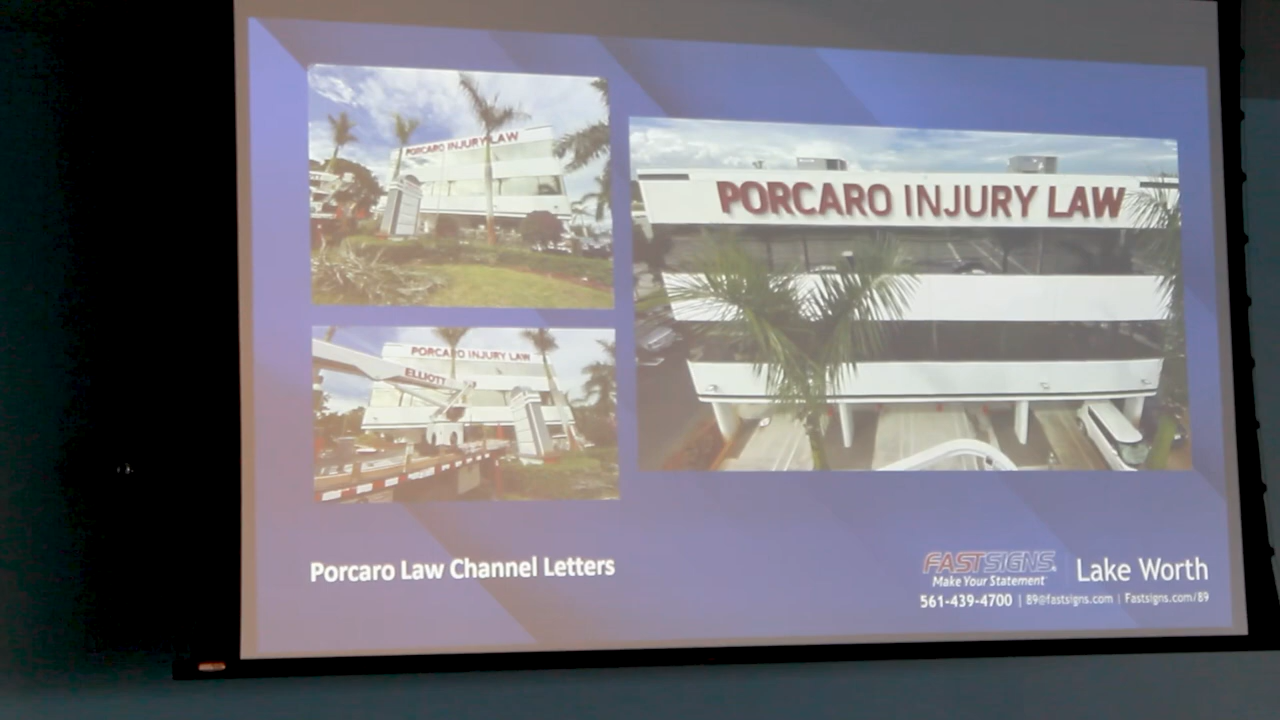 PORCARO INJURY LAW
PORCARO INJURY LAW
PORCARO INJURY LAW
ELLIOTT
Porcaro Law Channel Letters
FASTSIGNS
Make Your Statement
Lake Worth
561-439-4700 | 89@fastsigns.com | Fastsigns.com/89